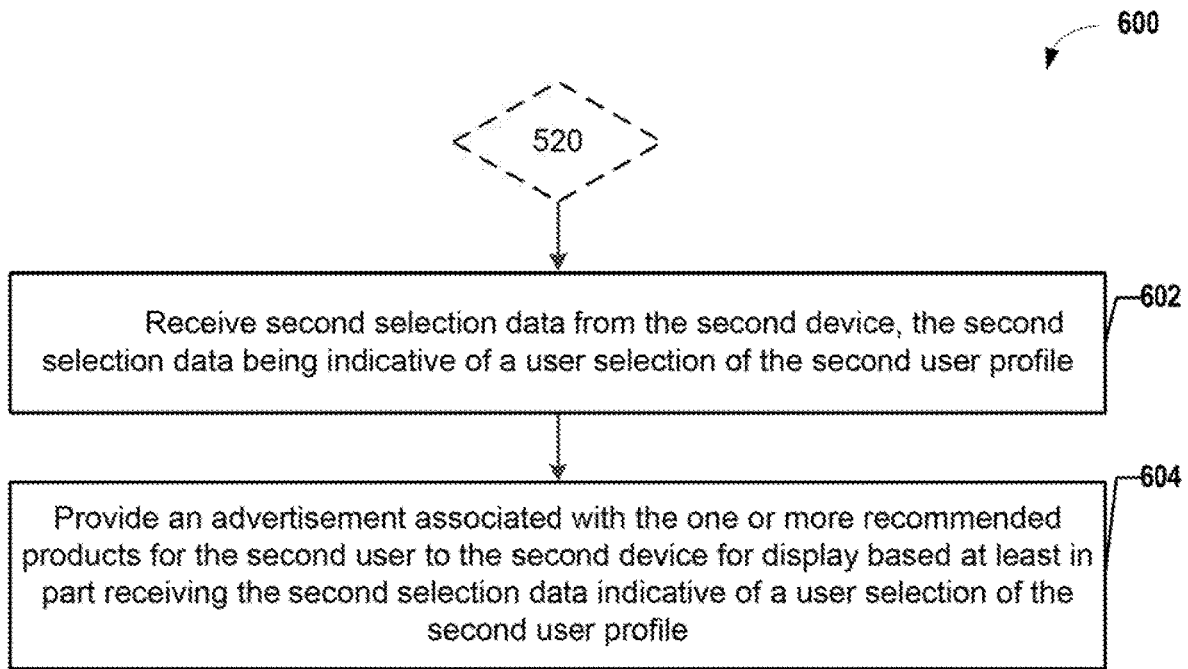 600
520
Receive second selection data from the second device, the second
selection data being indicative of a user selection of the second user profile
602
Provide an advertisement associated with the one or more recommended
products for the second user to the second device for display based at least in
part receiving the second selection data indicative of a user selection of the
second user profile
604